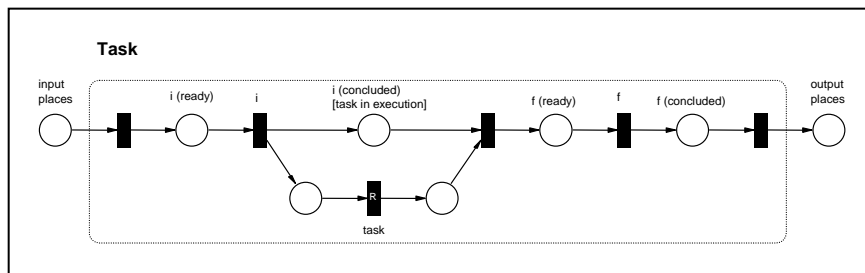 Task
input
places
i (ready)
i
i (concluded)
[task in execution]
f (ready)
f
f (concluded)
output
places
R
task